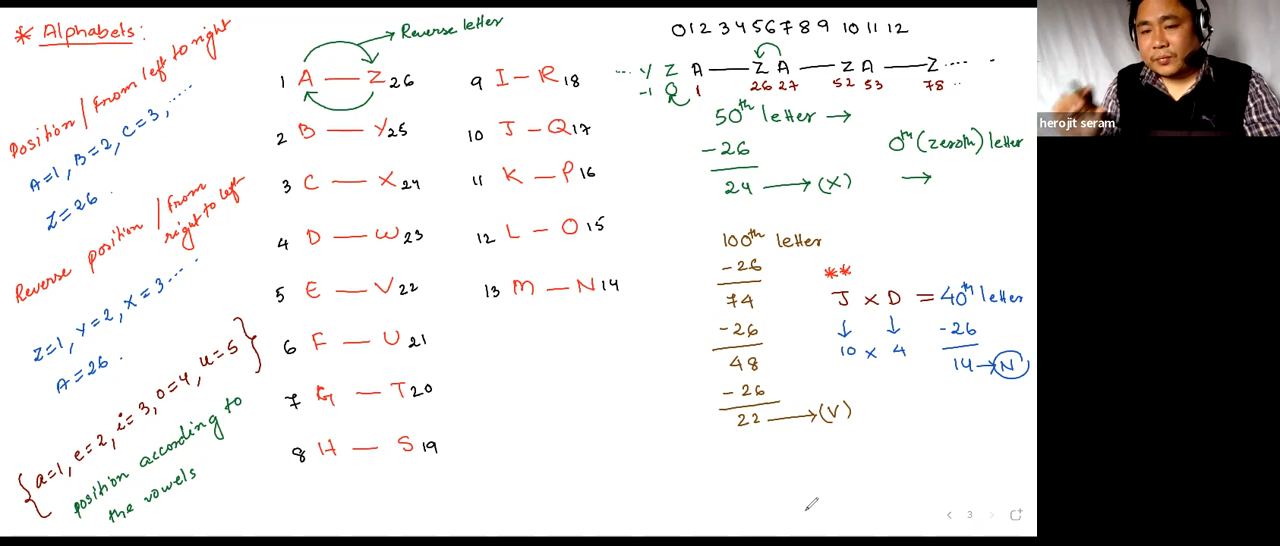 * Alphabets:
Position / From left to right
A=1, B=2, C=3, .....
Z=26.
Reverse position / From
right to left
Z=1, Y=2, X=3.....
A=26.
{a=1, e=2, i=3, o=4, u=5}
position according to
the vowels
Reverse letter
1 A — Z 26
2 B — Y 25
3 C — X 24
4 D — W 23
5 E — V 22
6 F — U 21
7 G — T 20
8 H — S 19
9 I - R 18
10 J - Q 17
11 K - P 16
12 L - O 15
13 M - N 14
0 1 2 3 4 5 6 7 8 9 10 11 12
.... Y Z A — Z A — Z A — Z ....
-1 0 1 26 27 52 53 78 ..
50th letter →
-26
24 → (X)
0th (zeroth) letter
→
100th letter
-26
74
-26
48
-26
22 → (V)
**
J x D = 40th letter
↓ ↓ -26
10 x 4 14 → N
herojit seram
< 3 >